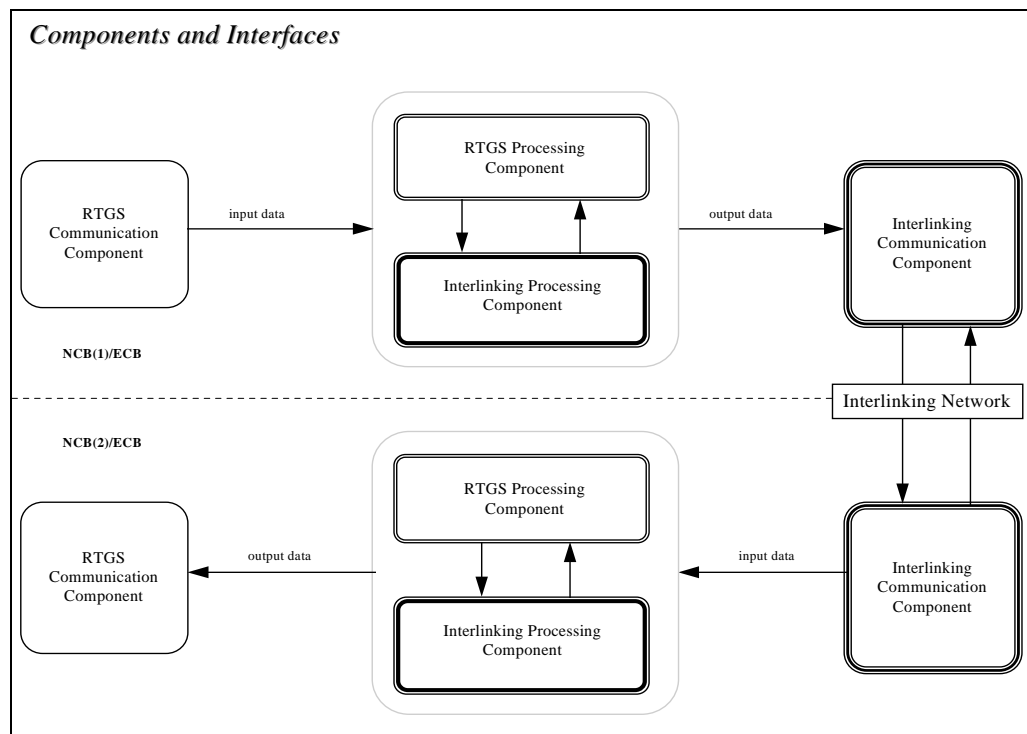 Components and Interfaces
RTGS Processing
Component
RTGS
Communication
Component
input data
output data
Interlinking
Communication
Component
Interlinking Processing
Component
NCB(1)/ECB
Interlinking Network
NCB(2)/ECB
RTGS Processing
Component
RTGS
Communication
Component
output data
input data
Interlinking
Communication
Component
Interlinking Processing
Component